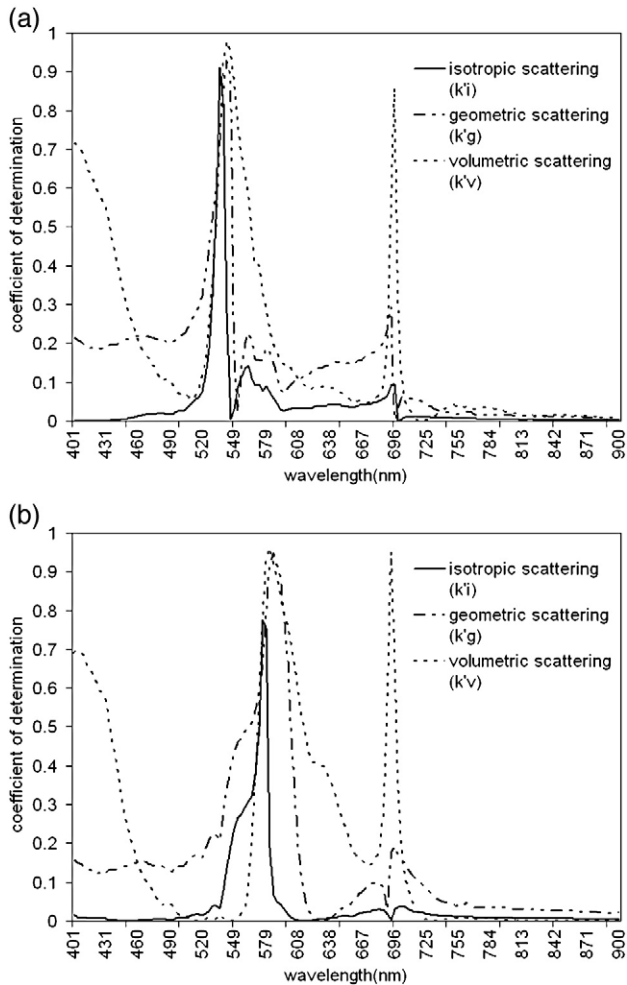 (a)
1
0.9
0.8
0.7
0.6
0.5
0.4
0.3
0.2
0.1
0
coefficient of determination
isotropic scattering
(k'i)
geometric scattering
(k'g)
volumetric scattering
(k'v)
401 431 460 490 520 549 579 608 638 667 696 725 755 784 813 842 871 900
wavelength(nm)
(b)
1
0.9
0.8
0.7
0.6
0.5
0.4
0.3
0.2
0.1
0
coefficient of determination
isotropic scattering
(k'i)
geometric scattering
(k'g)
volumetric scattering
(k'v)
401 431 460 490 520 549 579 608 638 667 696 725 755 784 813 842 871 900
wavelength(nm)